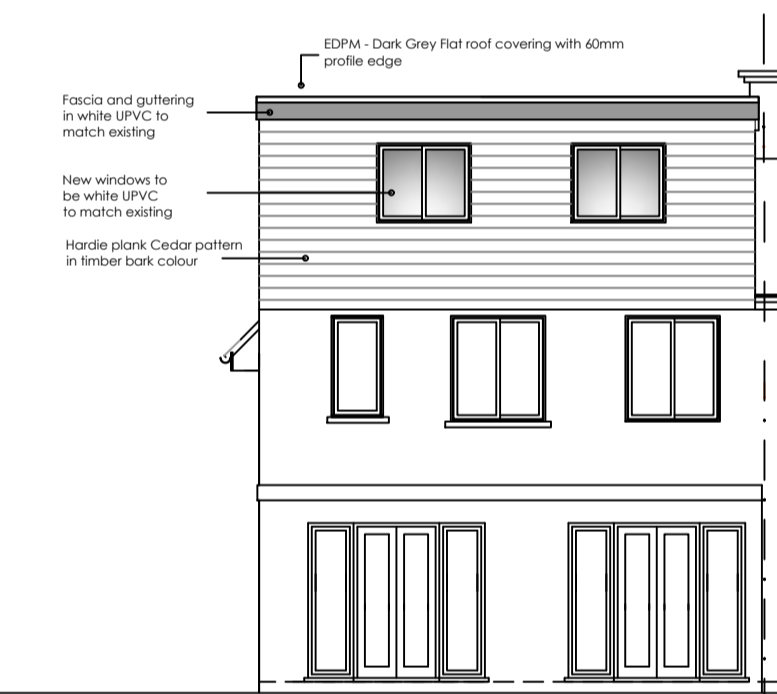 EDPM - Dark Grey Flat roof covering with 60mm
profile edge
Fascia and guttering
in white UPVC to
match existing
New windows to
be white UPVC
to match existing
Hardie plank Cedar pattern
in timber bark colour